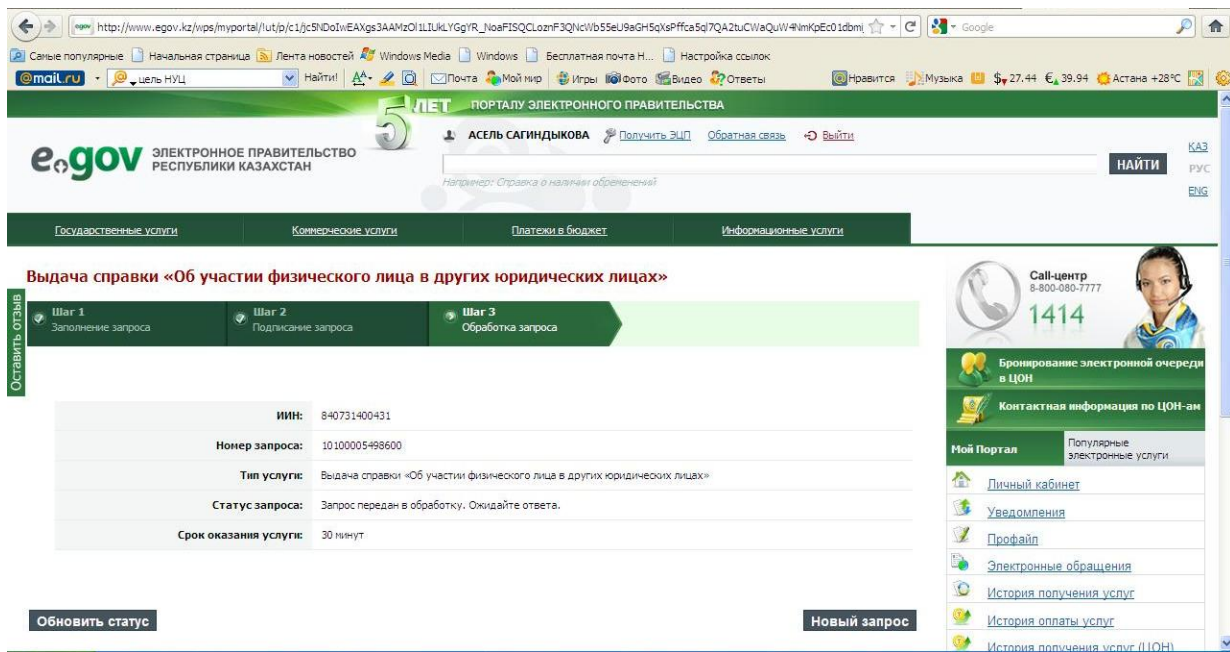 http://www.egov.kz/wps/myportal/!ut/p/c1/
Google
Самые популярные Начальная страница Лента новостей Windows Media Windows Бесплатная почта H... Настройка ссылок
@mail.ru цель НУЦ Найти! Почта Мой мир Игры Фото Видео Ответы Нравится Музыка $ 27.44 € 39.94 Астана +28°C
5 ЛЕТ ПОРТАЛУ ЭЛЕКТРОННОГО ПРАВИТЕЛЬСТВА
АСЕЛЬ САГИНДЫКОВА Получить ЭЦП Обратная связь Выйти
e.gov ЭЛЕКТРОННОЕ ПРАВИТЕЛЬСТВО
РЕСПУБЛИКИ КАЗАХСТАН
НАЙТИ
Например: Справка о наличии обременений
ҚАЗ
РУС
ENG
Государственные услуги Коммерческие услуги Платежи в бюджет Информационные услуги
Выдача справки «Об участии физического лица в других юридических лицах»
Оставить отзыв
Шаг 1
Заполнение запроса
Шаг 2
Подписание запроса
Шаг 3
Обработка запроса
ИИН: 840731400431
Номер запроса: 10100005498600
Тип услуги: Выдача справки «Об участии физического лица в других юридических лицах»
Статус запроса: Запрос передан в обработку. Ожидайте ответа.
Срок оказания услуги: 30 минут
Обновить статус
Новый запрос
Call-центр
8-800-080-7777
1414
Бронирование электронной очереди
в ЦОН
Контактная информация по ЦОН-ам
Мой Портал
Популярные
электронные услуги
Личный кабинет
Уведомления
Профайл
Электронные обращения
История получения услуг
История оплаты услуг
История получения услуг (ЦОН)